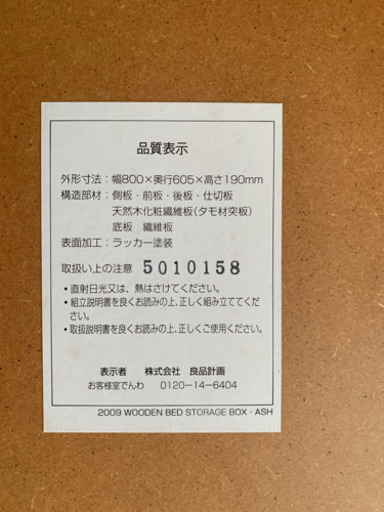 品質表示
外形寸法：幅800×奥行605×高さ190mm
構造部材：側板・前板・後板・仕切板
天然木化粧繊維板（タモ材突板）
底板　繊維板
表面加工：ラッカー塗装
取扱い上の注意 5010158
・直射日光又は、熱はさけてください。
・組立説明書を良くお読みの上、正しく組み立ててくだ
さい。
・取扱説明書を良くお読みの上、正しくご使用ください。
表示者　株式会社　良品計画
お客様室でんわ　0120-14-6404
2009 WOODEN BED STORAGE BOX・ASH